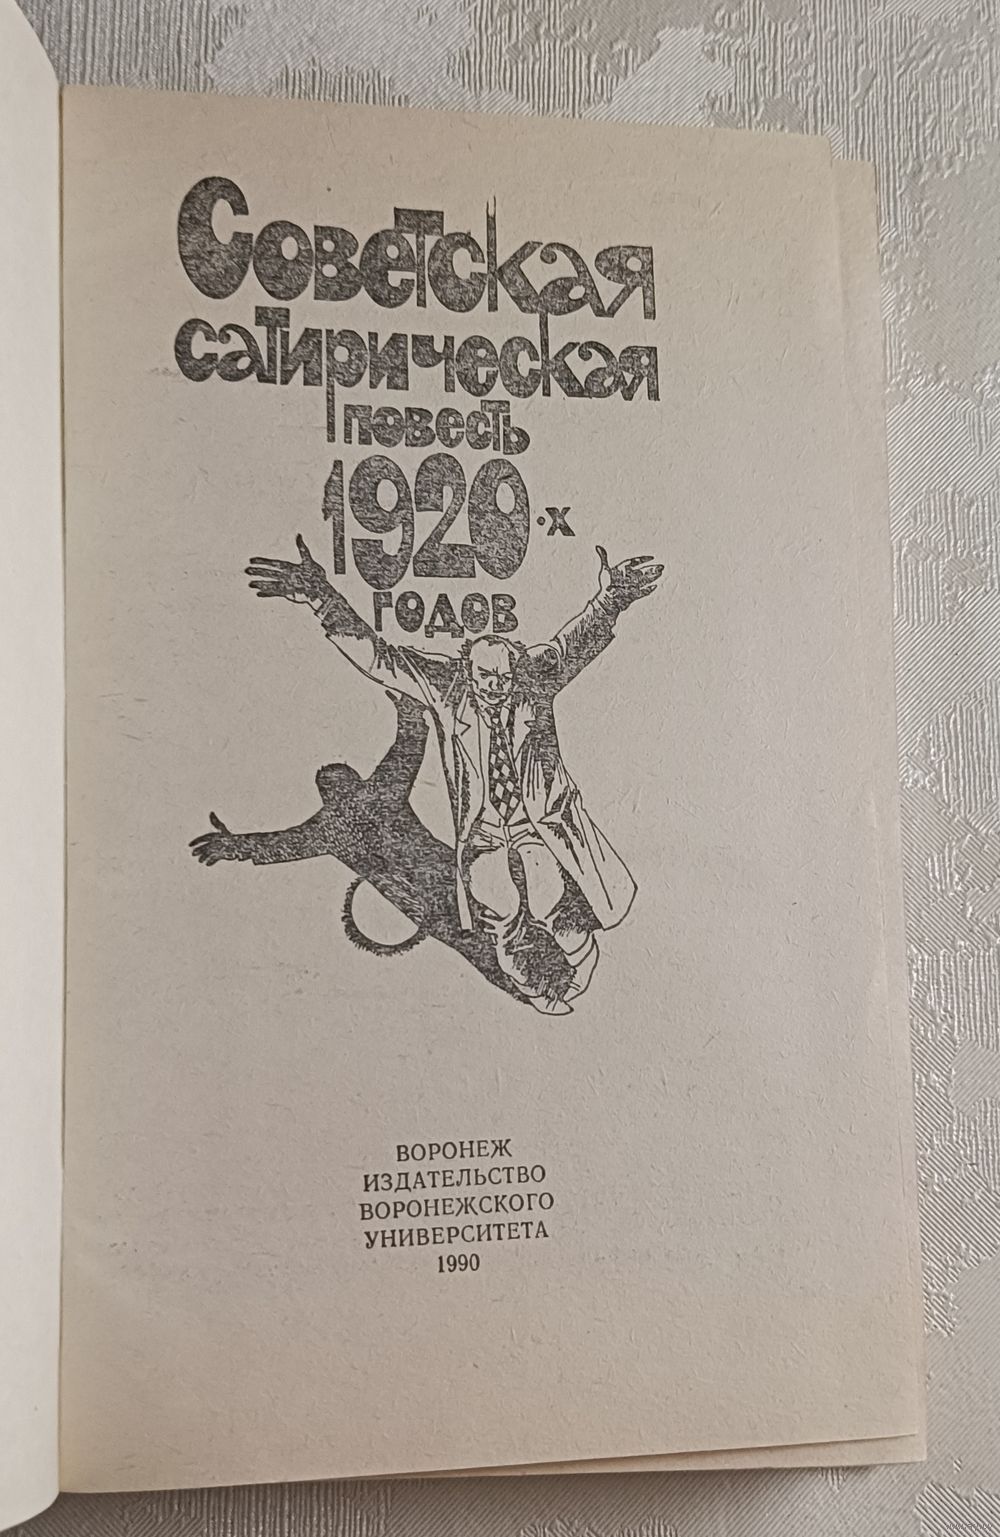 Советская
сатирическая
повесть
1920-х
годов
ВОРОНЕЖ
ИЗДАТЕЛЬСТВО
ВОРОНЕЖСКОГО
УНИВЕРСИТЕТА
1990